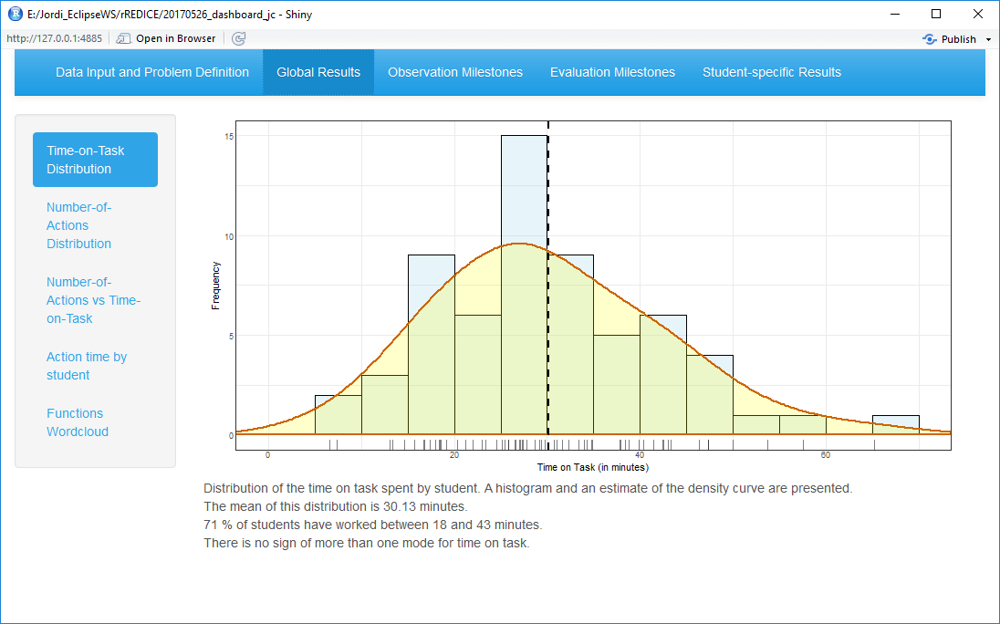 E:/Jordi_EclipseWS/rREDICE/20170526_dashboard_jc - Shiny
http://127.0.0.1:4885
Open in Browser
Publish
Data Input and Problem Definition
Global Results
Observation Milestones
Evaluation Milestones
Student-specific Results
Time-on-Task
Distribution
Number-of-
Actions
Distribution
Number-of-
Actions vs Time-
on-Task
Action time by
student
Functions
Wordcloud
15
10
5
0
Frequency
0
20
40
60
Time on Task (in minutes)
Distribution of the time on task spent by student. A histogram and an estimate of the density curve are presented.
The mean of this distribution is 30.13 minutes.
71 % of students have worked between 18 and 43 minutes.
There is no sign of more than one mode for time on task.